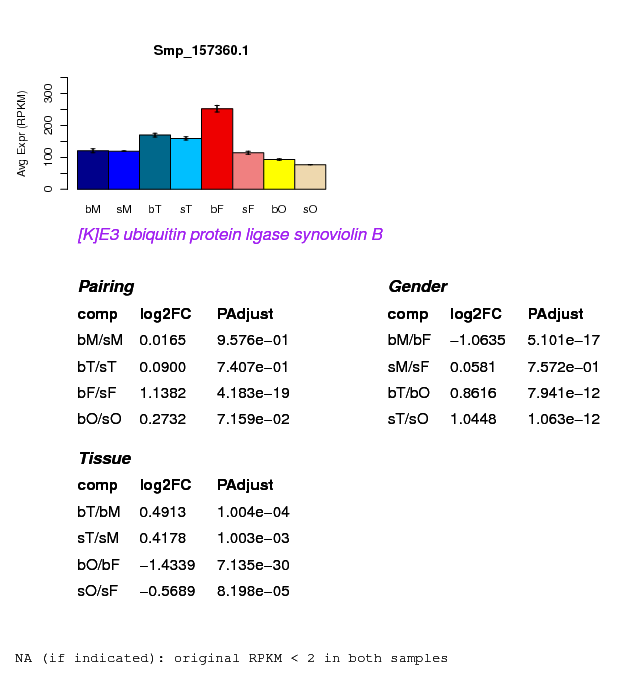 Smp_157360.1
Avg Expr (RPKM)
0 100 200 300
bM sM bT sT bF sF bO sO
[K]E3 ubiquitin protein ligase synoviolin B
Pairing
comp log2FC PAdjust
bM/sM 0.0165 9.576e−01
bT/sT 0.0900 7.407e−01
bF/sF 1.1382 4.183e−19
bO/sO 0.2732 7.159e−02
Gender
comp log2FC PAdjust
bM/bF −1.0635 5.101e−17
sM/sF 0.0581 7.572e−01
bT/bO 0.8616 7.941e−12
sT/sO 1.0448 1.063e−12
Tissue
comp log2FC PAdjust
bT/bM 0.4913 1.004e−04
sT/sM 0.4178 1.003e−03
bO/bF −1.4339 7.135e−30
sO/sF −0.5689 8.198e−05
NA (if indicated): original RPKM < 2 in both samples